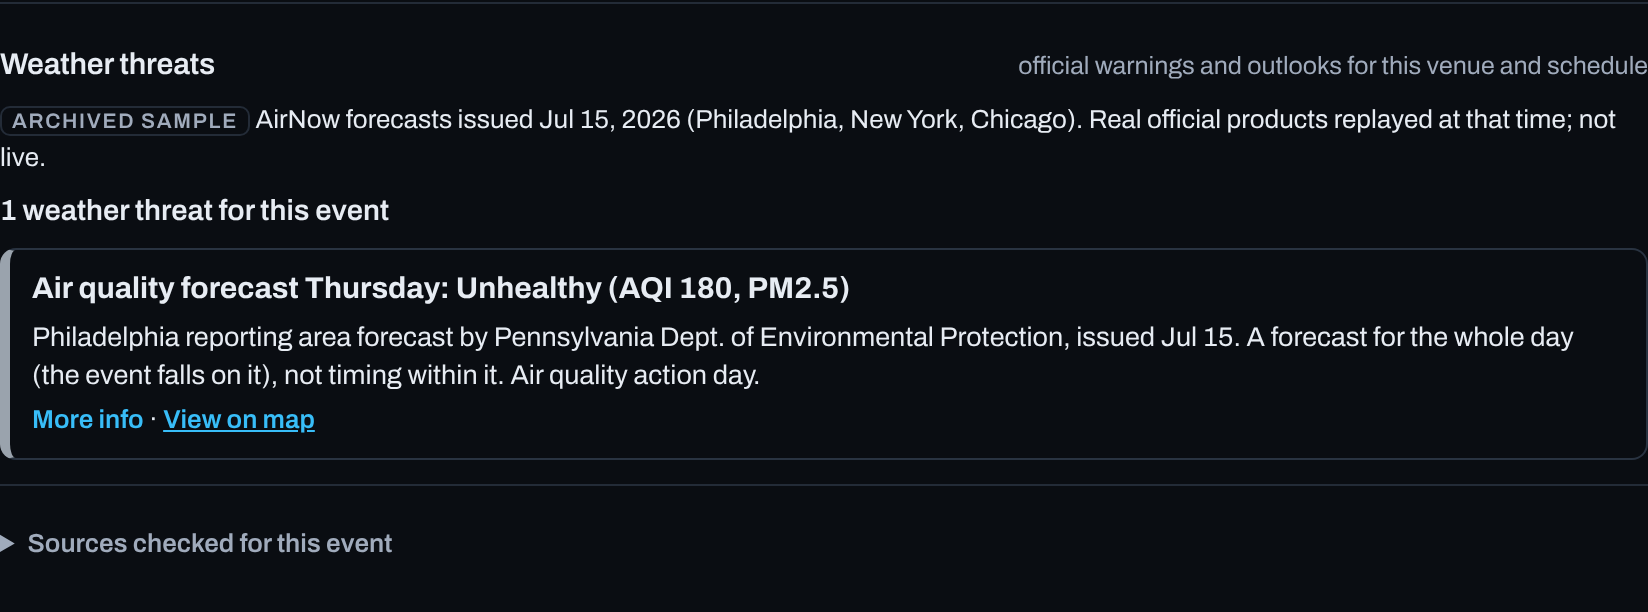 Weather threats
official warnings and outlooks for this venue and schedule
ARCHIVED SAMPLE AirNow forecasts issued Jul 15, 2026 (Philadelphia, New York, Chicago). Real official products replayed at that time; not
live.
1 weather threat for this event
Air quality forecast Thursday: Unhealthy (AQI 180, PM2.5)
Philadelphia reporting area forecast by Pennsylvania Dept. of Environmental Protection, issued Jul 15. A forecast for the whole day
(the event falls on it), not timing within it. Air quality action day.
More info · View on map
Sources checked for this event